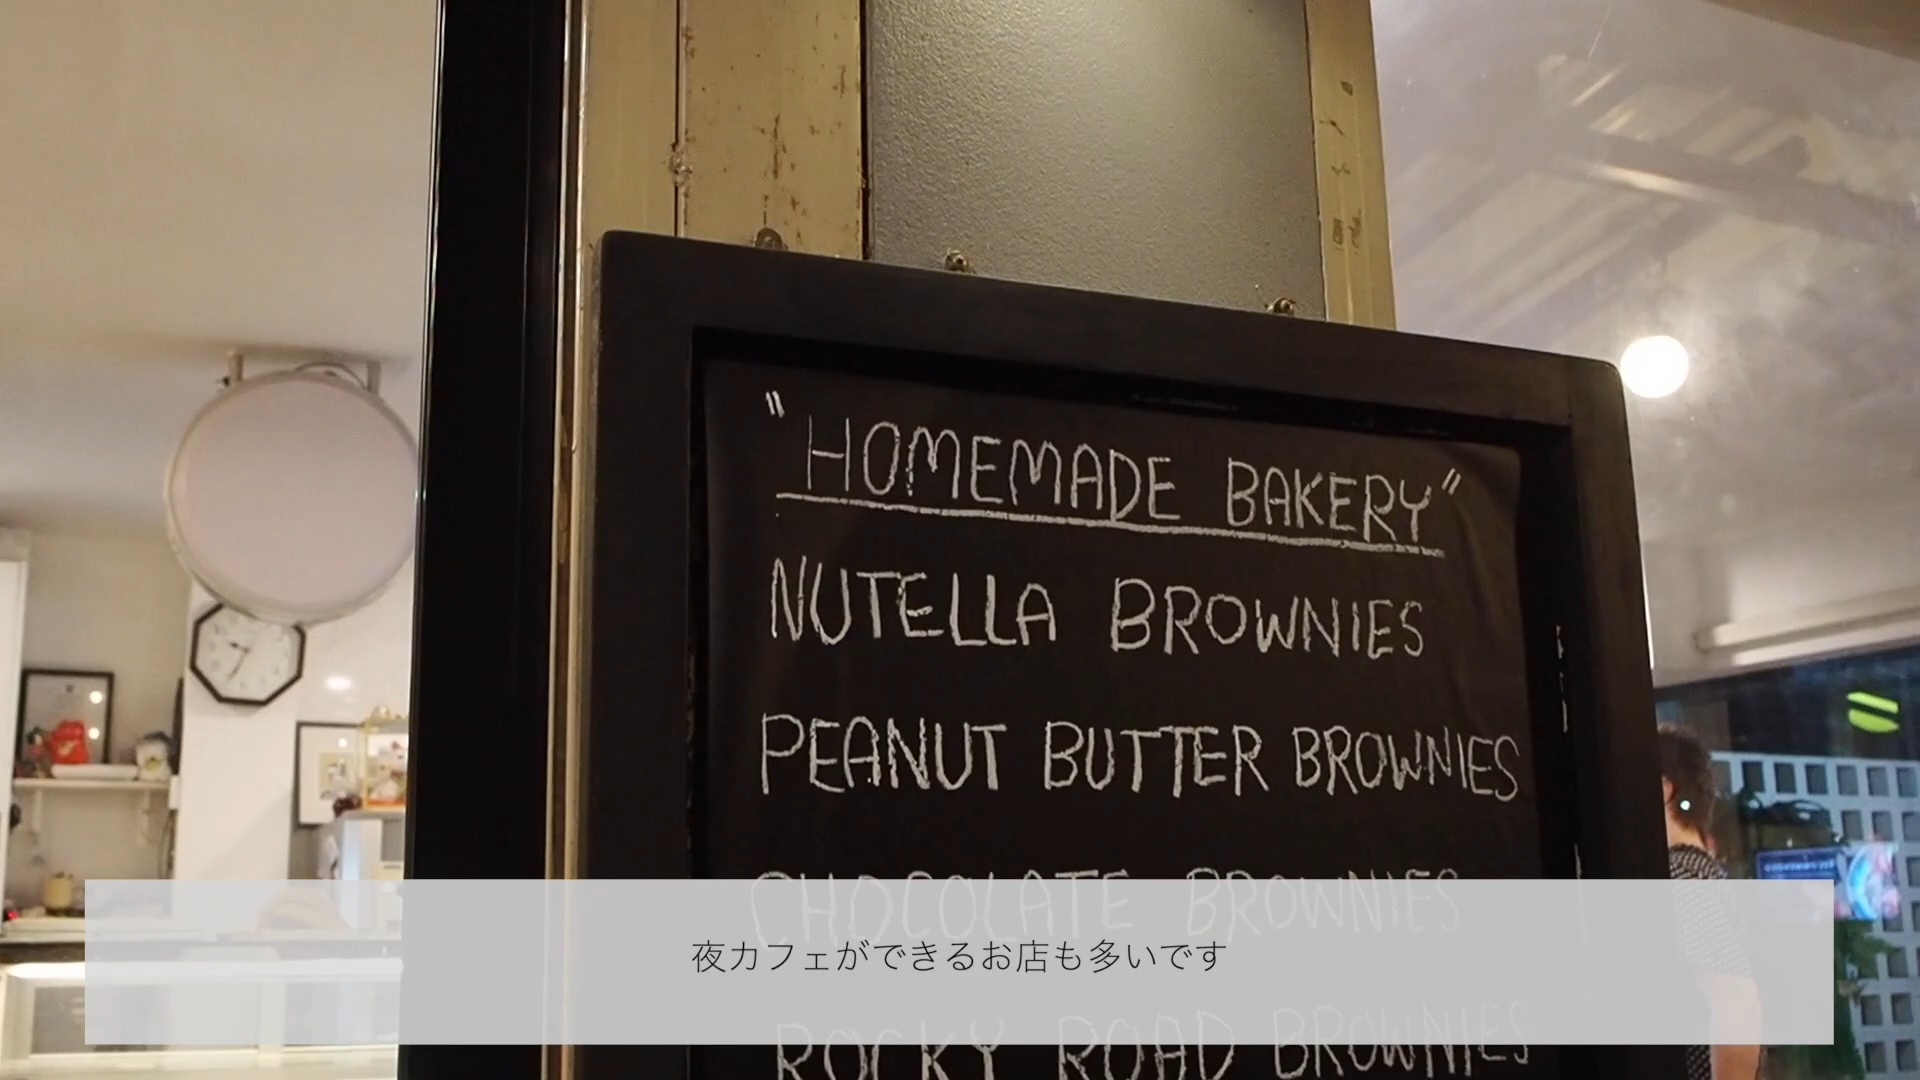 "HOMEMADE BAKERY"
NUTELLA BROWNIES
PEANUT BUTTER BROWNIES
CHOCOLATE BROWNIES
夜カフェができるお店も多いです
ROCKY ROAD BROWNIES